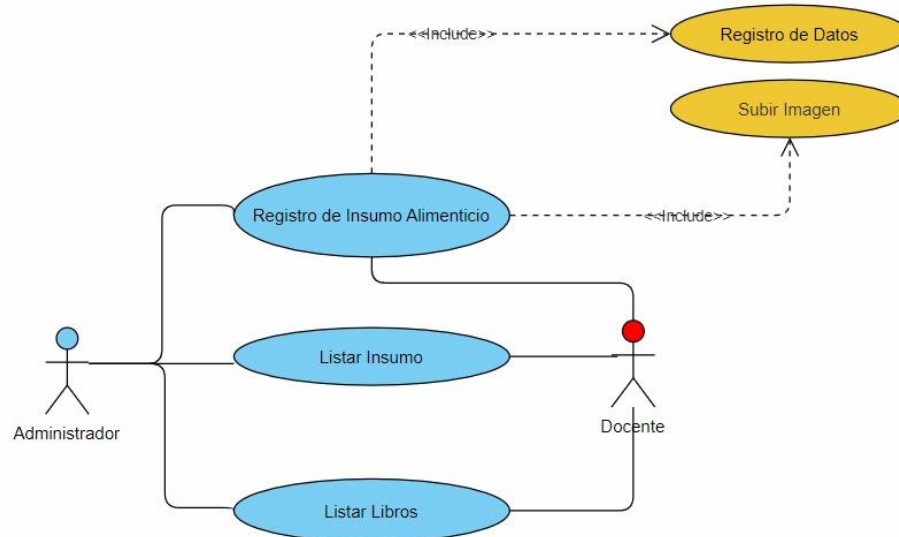 <<Include>>
Registro de Datos
Subir Imagen
Registro de Insumo Alimenticio
<<Include>>
Listar Insumo
Administrador
Docente
Listar Libros